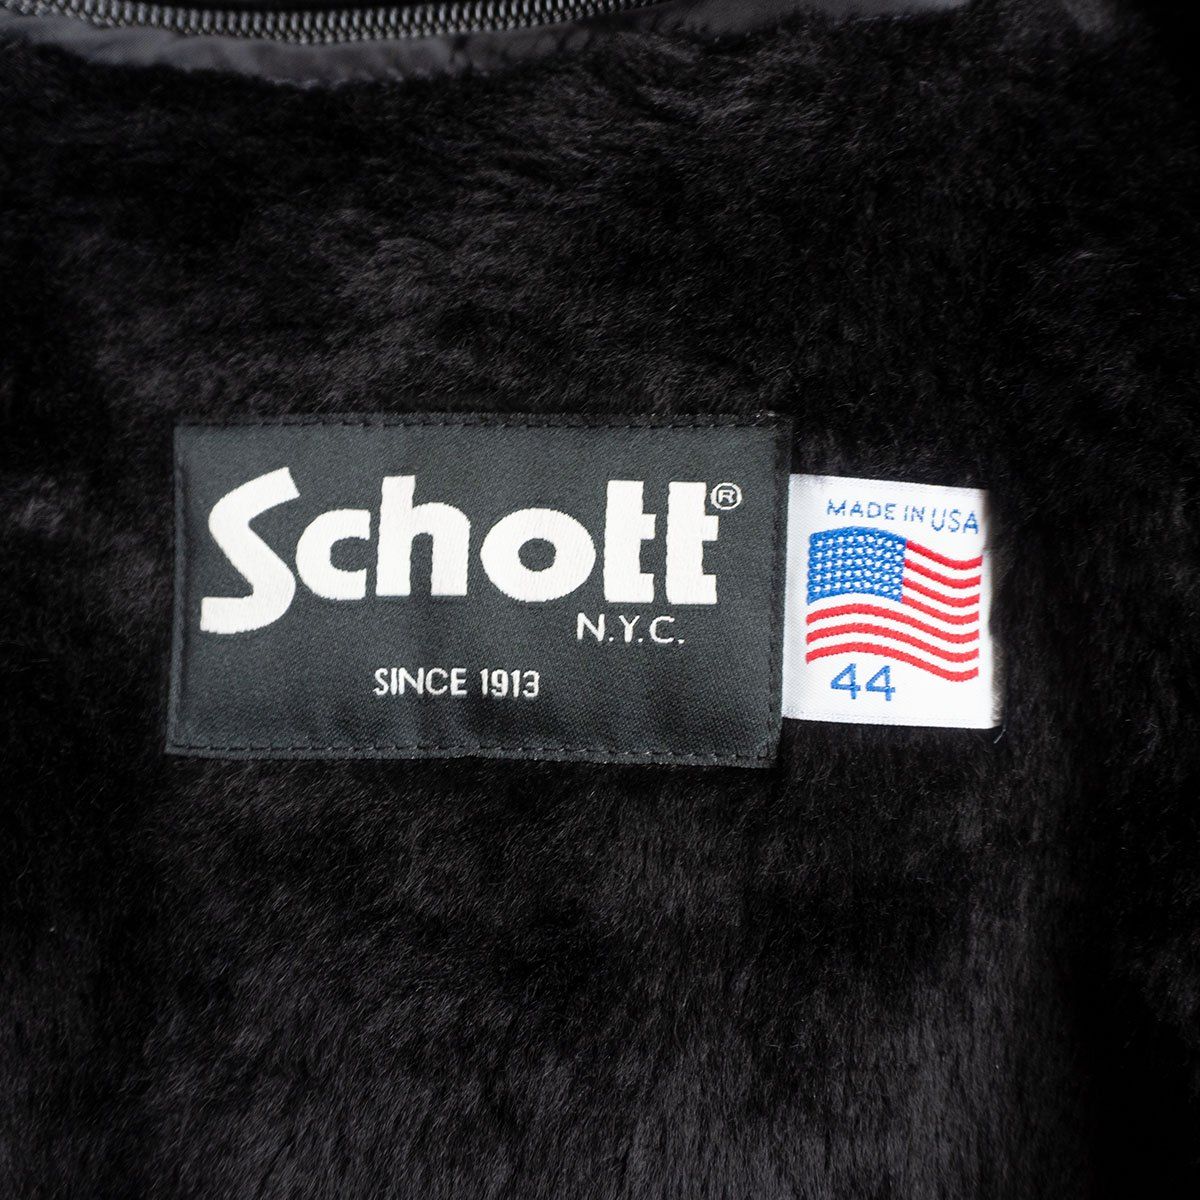 Schott®
N.Y.C.
SINCE 1913
MADE IN USA
44